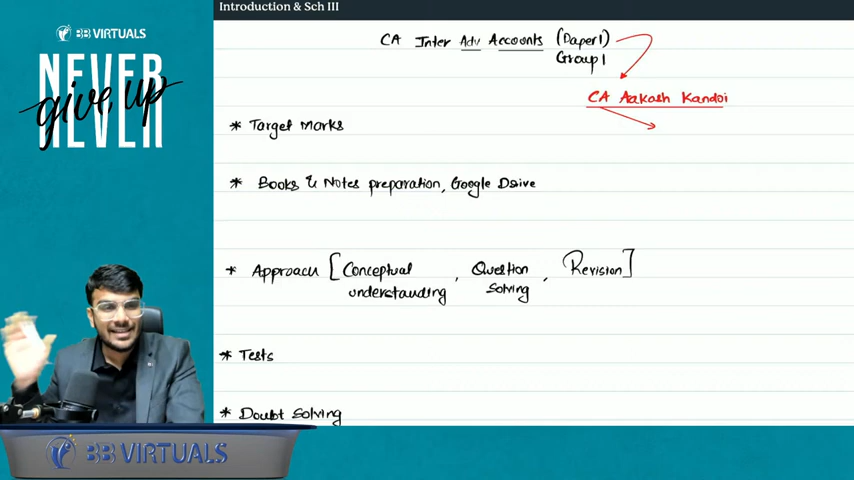 Introduction & Sch III
BB VIRTUALS
NEVER
give up
NEVER
CA Inter Adv Accounts (Paper 1)
Group 1
CA Aakash Kandoi
* Target Marks
* Books & Notes preparation, Google Drive
* Approach [Conceptual understanding, Question Solving, Revision]
* Tests
* Doubt Solving
BB VIRTUALS